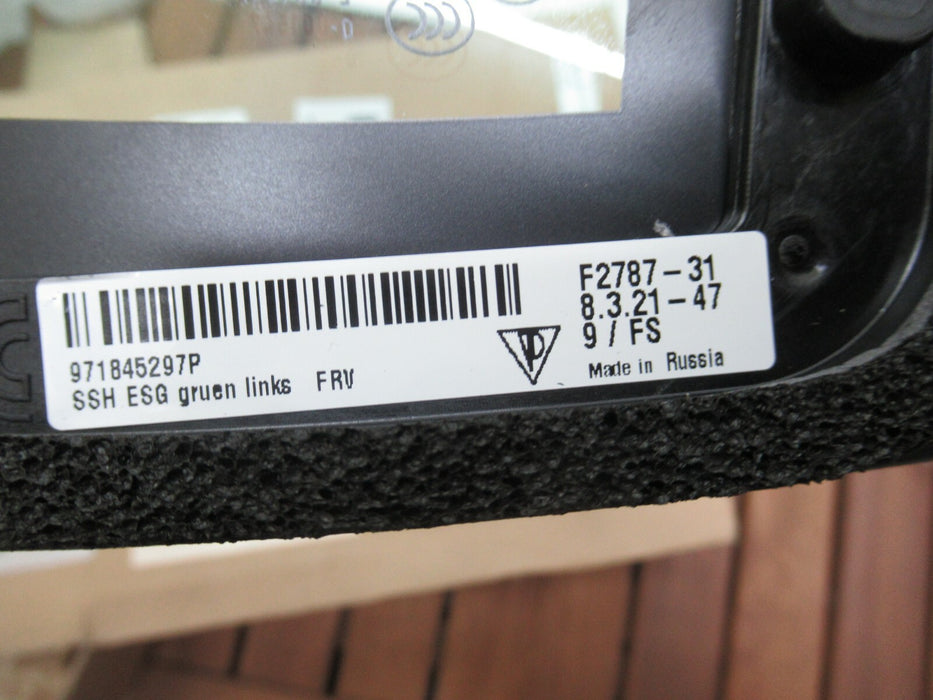 971845297P
SSH ESG gruen links FRV
F2787-31
8.3.21-47
9 / FS
Made in Russia